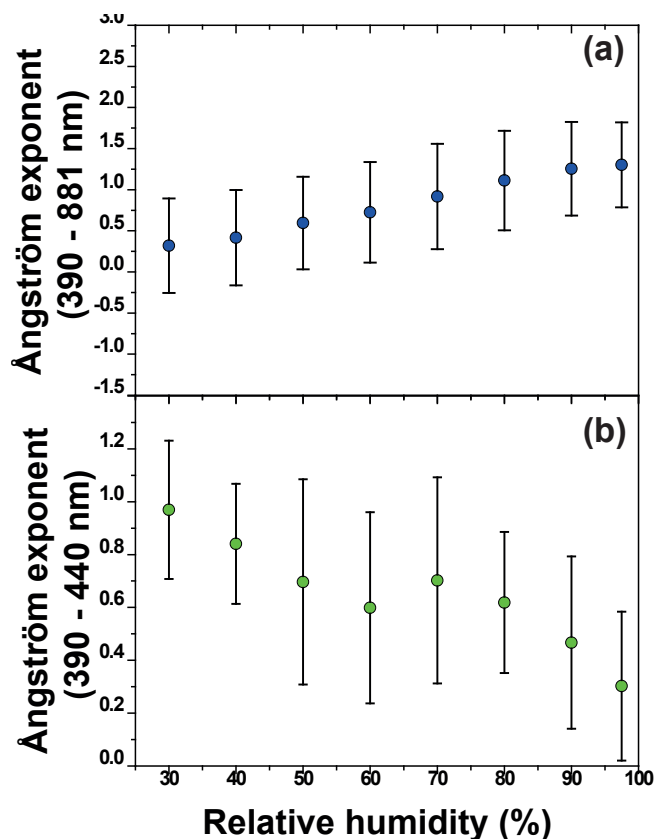 (a)
Ångström exponent
(390 - 881 nm)
3.0
2.5
2.0
1.5
1.0
0.5
0.0
-0.5
-1.0
-1.5
(b)
Ångström exponent
(390 - 440 nm)
1.2
1.0
0.8
0.6
0.4
0.2
0.0
30 40 50 60 70 80 90 100
Relative humidity (%)